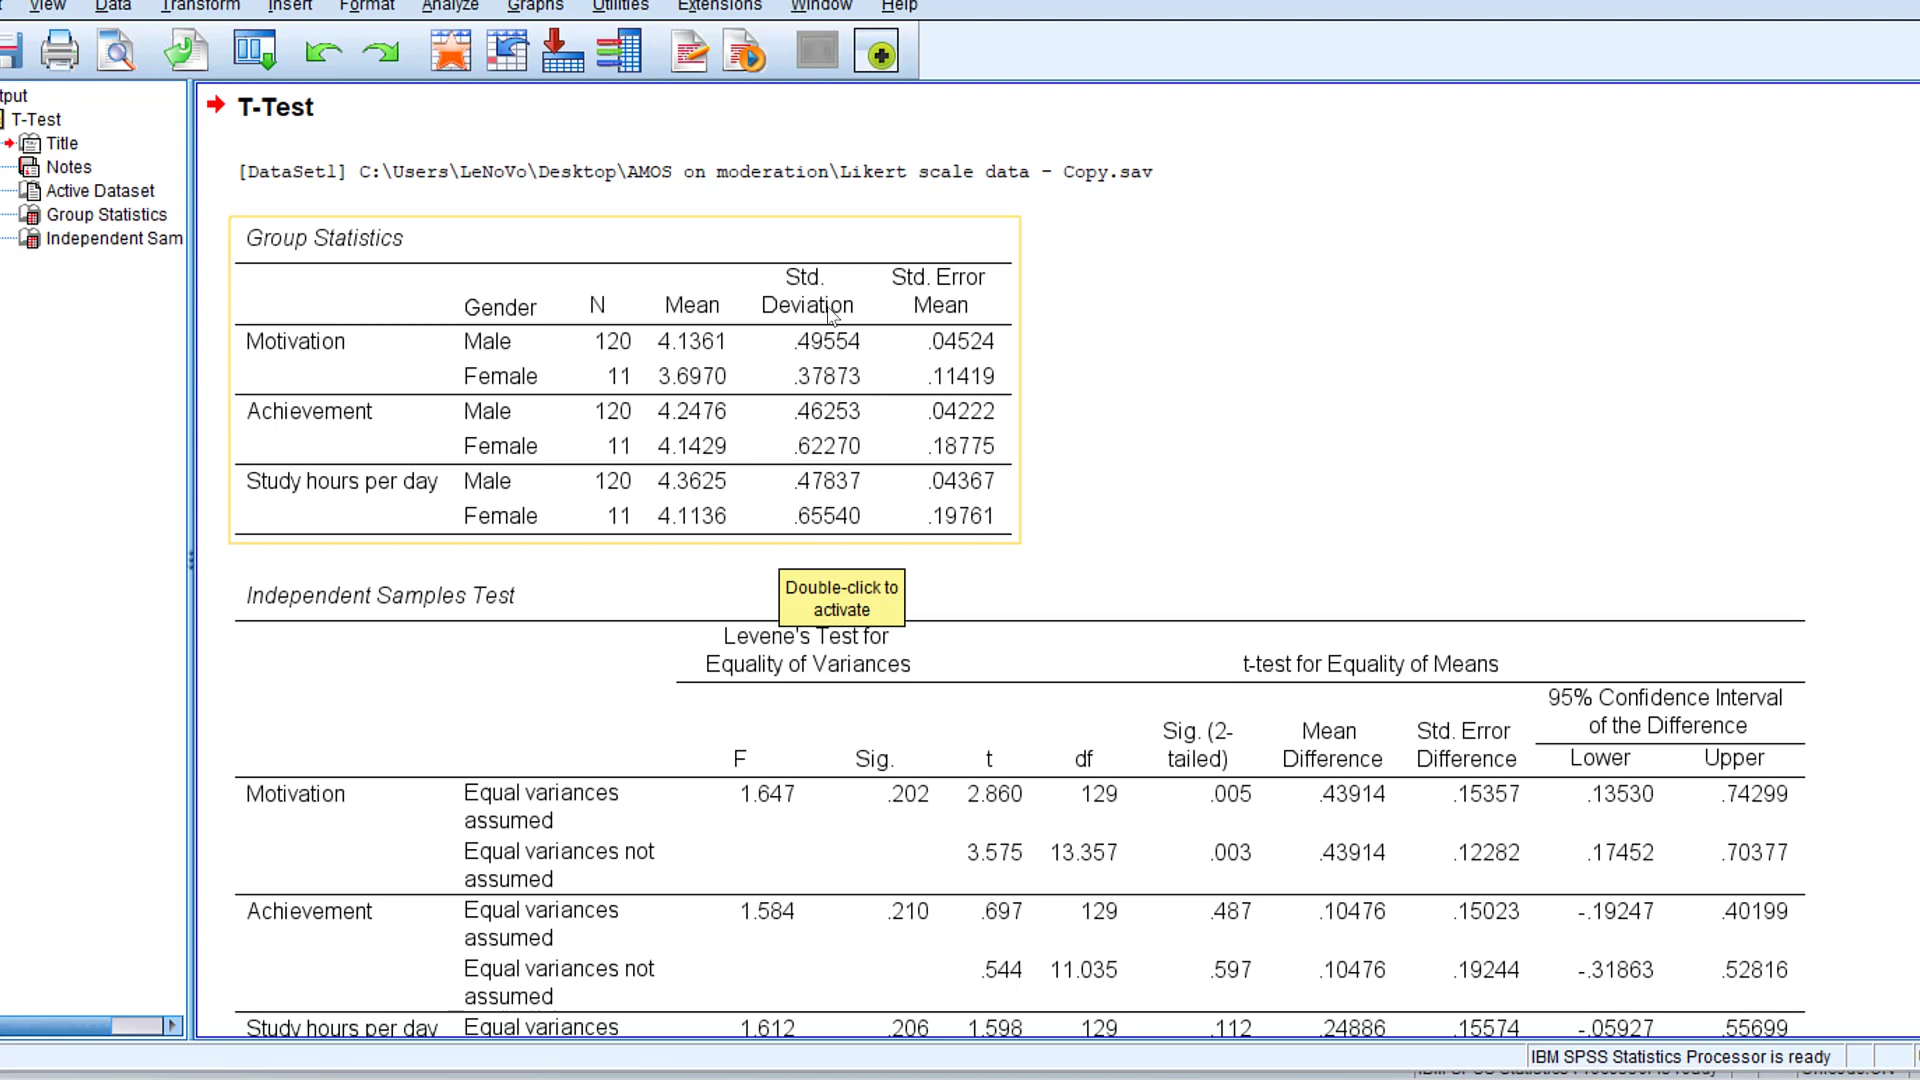 View Data Transform Insert Format Analyze Graphs Utilities Extensions Window Help
tput
T-Test
Title
Notes
Active Dataset
Group Statistics
Independent Sam
T-Test
[DataSet1] C:\Users\LeNoVo\Desktop\AMOS on moderation\Likert scale data - Copy.sav
Group Statistics
Gender N Mean Std. Deviation Std. Error Mean
Motivation Male 120 4.1361 .49554 .04524
Female 11 3.6970 .37873 .11419
Achievement Male 120 4.2476 .46253 .04222
Female 11 4.1429 .62270 .18775
Study hours per day Male 120 4.3625 .47837 .04367
Female 11 4.1136 .65540 .19761
Double-click to
activate
Independent Samples Test
Levene's Test for
Equality of Variances
t-test for Equality of Means
95% Confidence Interval
of the Difference
F Sig. t df Sig. (2-tailed) Mean Difference Std. Error Difference Lower Upper
Motivation Equal variances assumed 1.647 .202 2.860 129 .005 .43914 .15357 .13530 .74299
Equal variances not assumed 3.575 13.357 .003 .43914 .12282 .17452 .70377
Achievement Equal variances assumed 1.584 .210 .697 129 .487 .10476 .15023 -.19247 .40199
Equal variances not assumed .544 11.035 .597 .10476 .19244 -.31863 .52816
Study hours per day Equal variances 1.612 .206 1.598 129 .112 .24886 .15574 -.05927 .55699
IBM SPSS Statistics Processor is ready